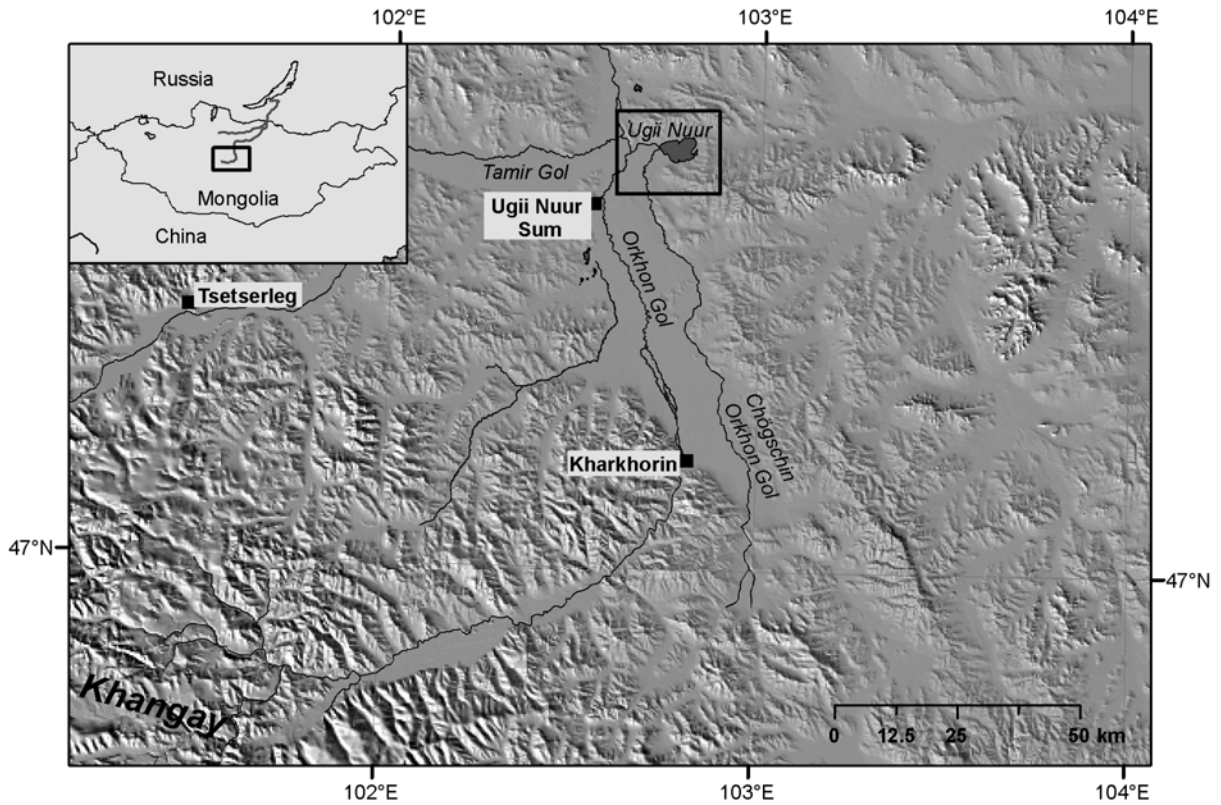 102°E
103°E
104°E
Russia
Mongolia
China
Ugii Nuur
Tamir Gol
Ugii Nuur
Sum
Orkhon Gol
Tsetserleg
Chögschin
Orkhon Gol
Kharkhorin
47°N
47°N
Khangay
0 12.5 25 50 km
102°E
103°E
104°E